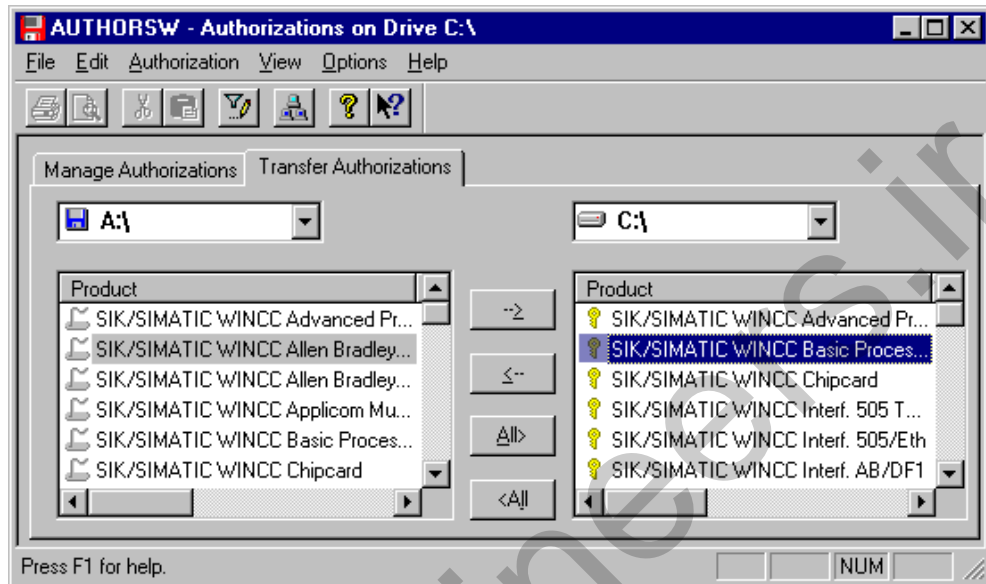 AUTHORSW - Authorizations on Drive C:\
File Edit Authorization View Options Help
Manage Authorizations Transfer Authorizations
A:\ C:\
Product
SIK/SIMATIC WINCC Advanced Pr...
SIK/SIMATIC WINCC Allen Bradley...
SIK/SIMATIC WINCC Allen Bradley...
SIK/SIMATIC WINCC Applicom Mu...
SIK/SIMATIC WINCC Basic Proces...
SIK/SIMATIC WINCC Chipcard
-->
<--
All>
<All
Product
SIK/SIMATIC WINCC Advanced Pr...
SIK/SIMATIC WINCC Basic Proces...
SIK/SIMATIC WINCC Chipcard
SIK/SIMATIC WINCC Interf. 505 T...
SIK/SIMATIC WINCC Interf. 505/Eth
SIK/SIMATIC WINCC Interf. AB/DF1
Press F1 for help. NUM